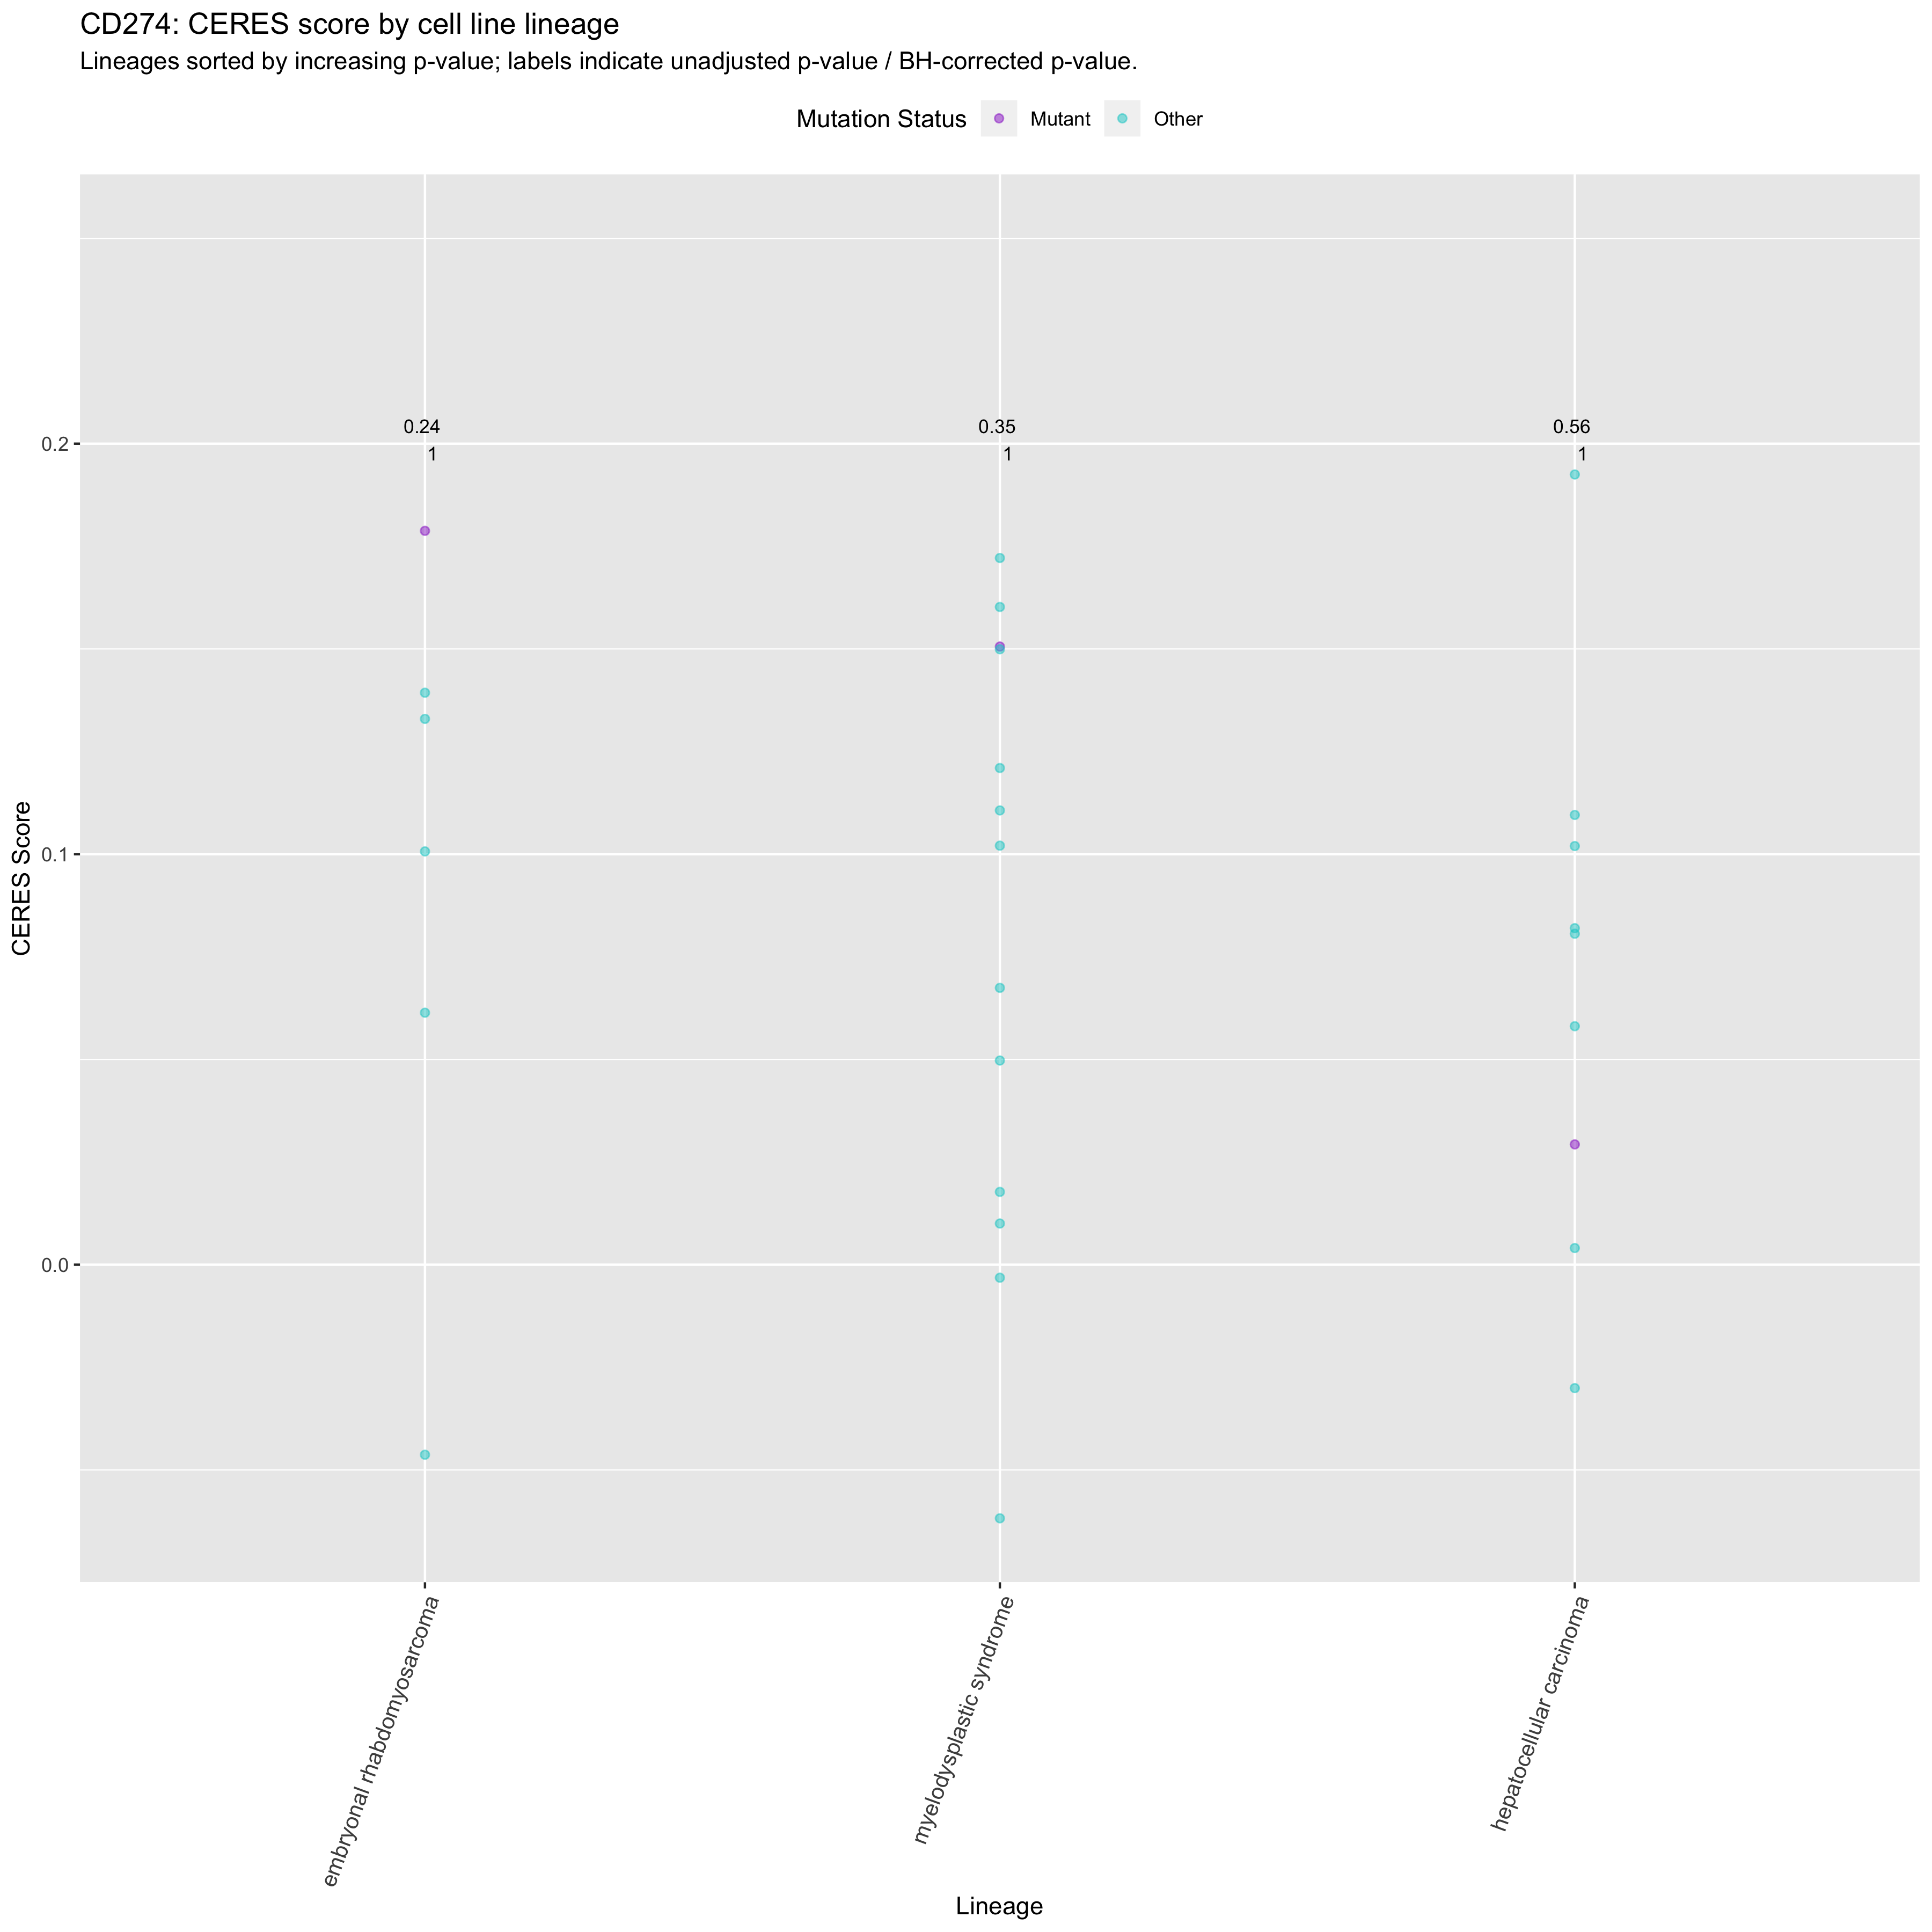 CD274: CERES score by cell line lineage
Lineages sorted by increasing p-value; labels indicate unadjusted p-value / BH-corrected p-value.
Mutation Status Mutant Other
0.24 0.35 0.56
0.2
1 1 1
CERES Score
0.1
0.0
embryonal rhabdomyosarcoma
myelodysplastic syndrome
hepatocellular carcinoma
Lineage